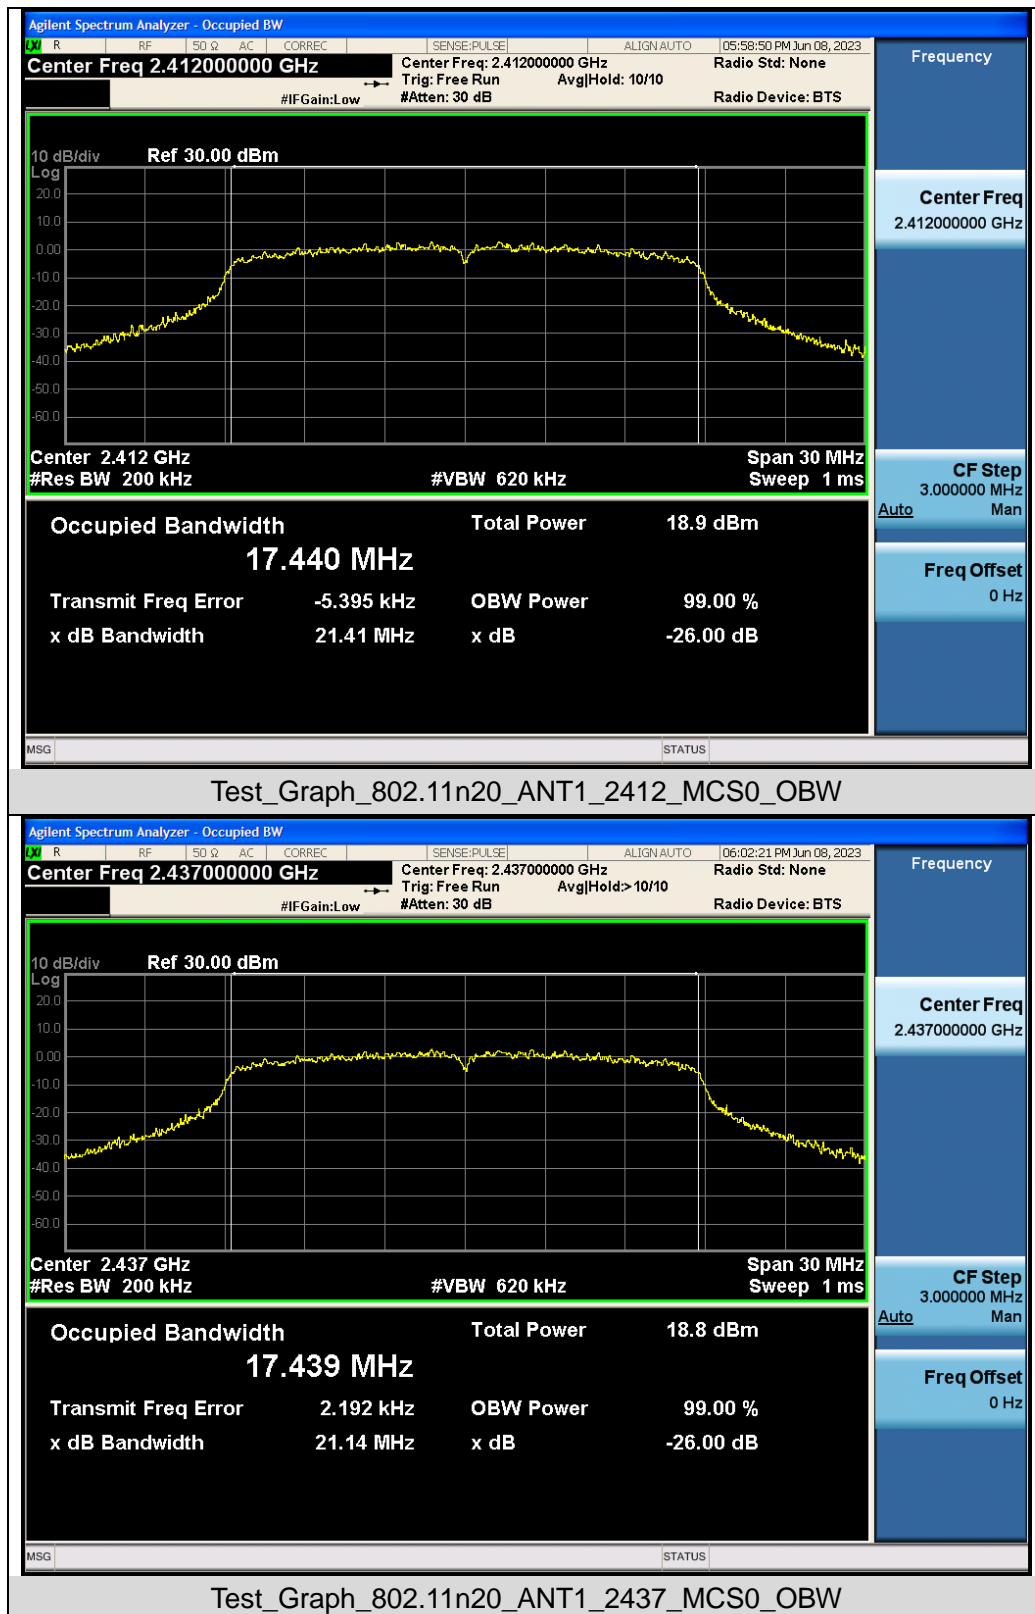 Agilent Spectrum Analyzer - Occupied BW
LXI R RF 50 Ω AC CORREC SENSE:PULSE ALIGN AUTO 05:58:50 PM Jun 08, 2023
Center Freq 2.412000000 GHz
Center Freq: 2.412000000 GHz Radio Std: None
Trig: Free Run Avg|Hold: 10/10
#IFGain:Low #Atten: 30 dB Radio Device: BTS
10 dB/div Ref 30.00 dBm
Log
20.0
10.0
0.00
-10.0
-20.0
-30.0
-40.0
-50.0
-60.0
Center 2.412 GHz Span 30 MHz
#Res BW 200 kHz #VBW 620 kHz Sweep 1 ms
Occupied Bandwidth Total Power 18.9 dBm
17.440 MHz
Transmit Freq Error -5.395 kHz OBW Power 99.00 %
x dB Bandwidth 21.41 MHz x dB -26.00 dB
MSG STATUS
Frequency
Center Freq
2.412000000 GHz
CF Step
3.000000 MHz
Auto Man
Freq Offset
0 Hz
Test_Graph_802.11n20_ANT1_2412_MCS0_OBW
Agilent Spectrum Analyzer - Occupied BW
LXI R RF 50 Ω AC CORREC SENSE:PULSE ALIGN AUTO 06:02:21 PM Jun 08, 2023
Center Freq 2.437000000 GHz
Center Freq: 2.437000000 GHz Radio Std: None
Trig: Free Run Avg|Hold:> 10/10
#IFGain:Low #Atten: 30 dB Radio Device: BTS
10 dB/div Ref 30.00 dBm
Log
20.0
10.0
0.00
-10.0
-20.0
-30.0
-40.0
-50.0
-60.0
Center 2.437 GHz Span 30 MHz
#Res BW 200 kHz #VBW 620 kHz Sweep 1 ms
Occupied Bandwidth Total Power 18.8 dBm
17.439 MHz
Transmit Freq Error 2.192 kHz OBW Power 99.00 %
x dB Bandwidth 21.14 MHz x dB -26.00 dB
MSG STATUS
Frequency
Center Freq
2.437000000 GHz
CF Step
3.000000 MHz
Auto Man
Freq Offset
0 Hz
Test_Graph_802.11n20_ANT1_2437_MCS0_OBW